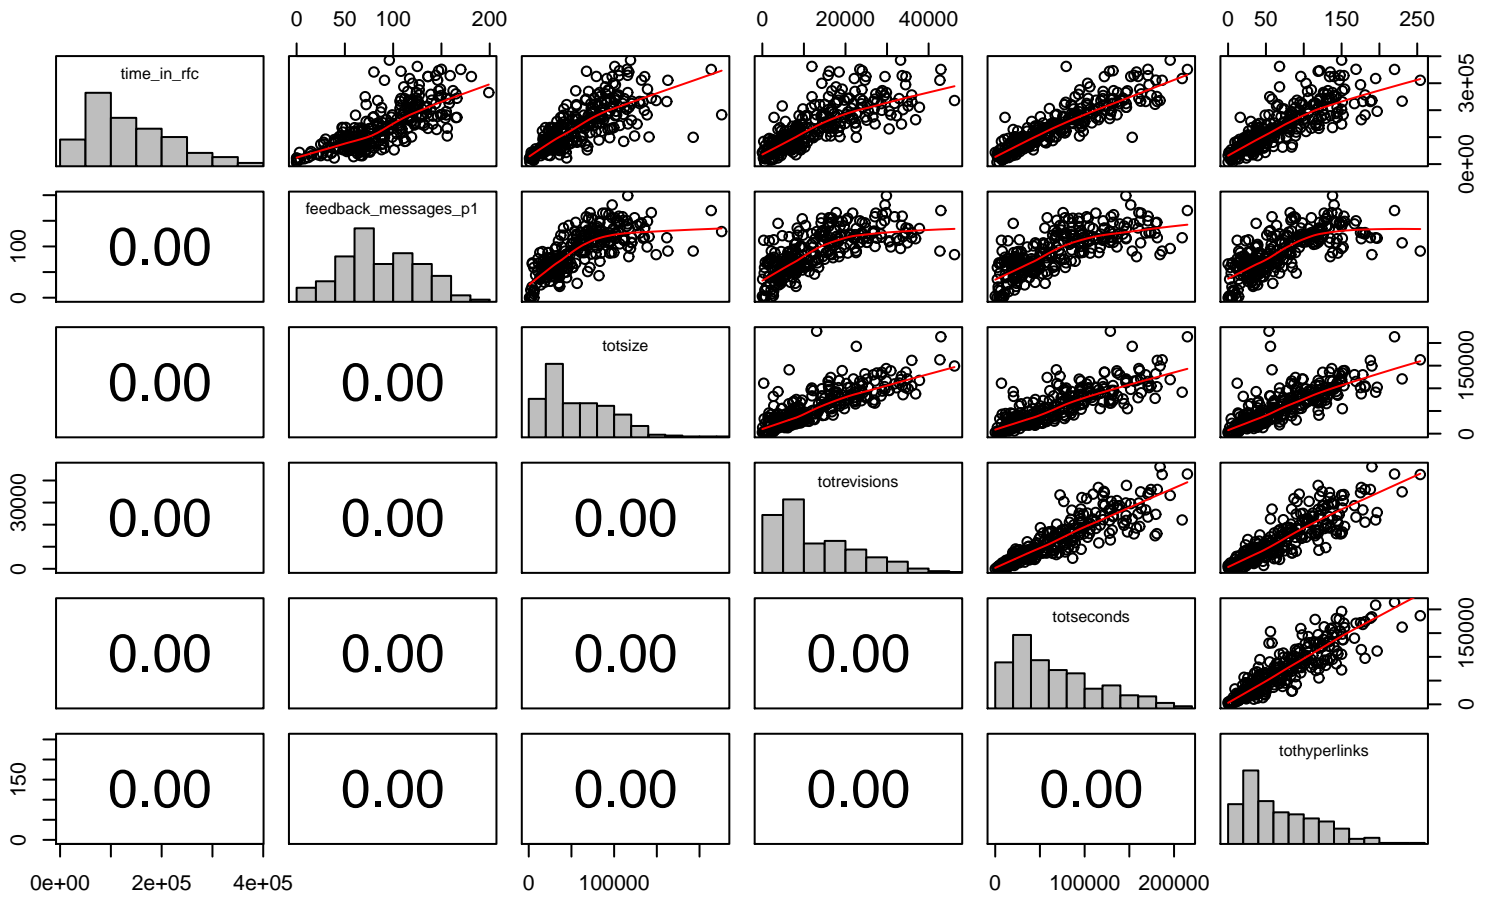 0 50 100 200 0 20000 40000 0 50 150 250
time_in_rfc
0e+00 3e+05
0.00 feedback_messages_p1
0 100
0.00 0.00 totsize
0 150000
0.00 0.00 0.00 totrevisions
0 30000
0.00 0.00 0.00 0.00 totseconds
0 150000
0.00 0.00 0.00 0.00 0.00 tothyperlinks
0 150
0e+00 2e+05 4e+05 0 100000 0 100000 200000